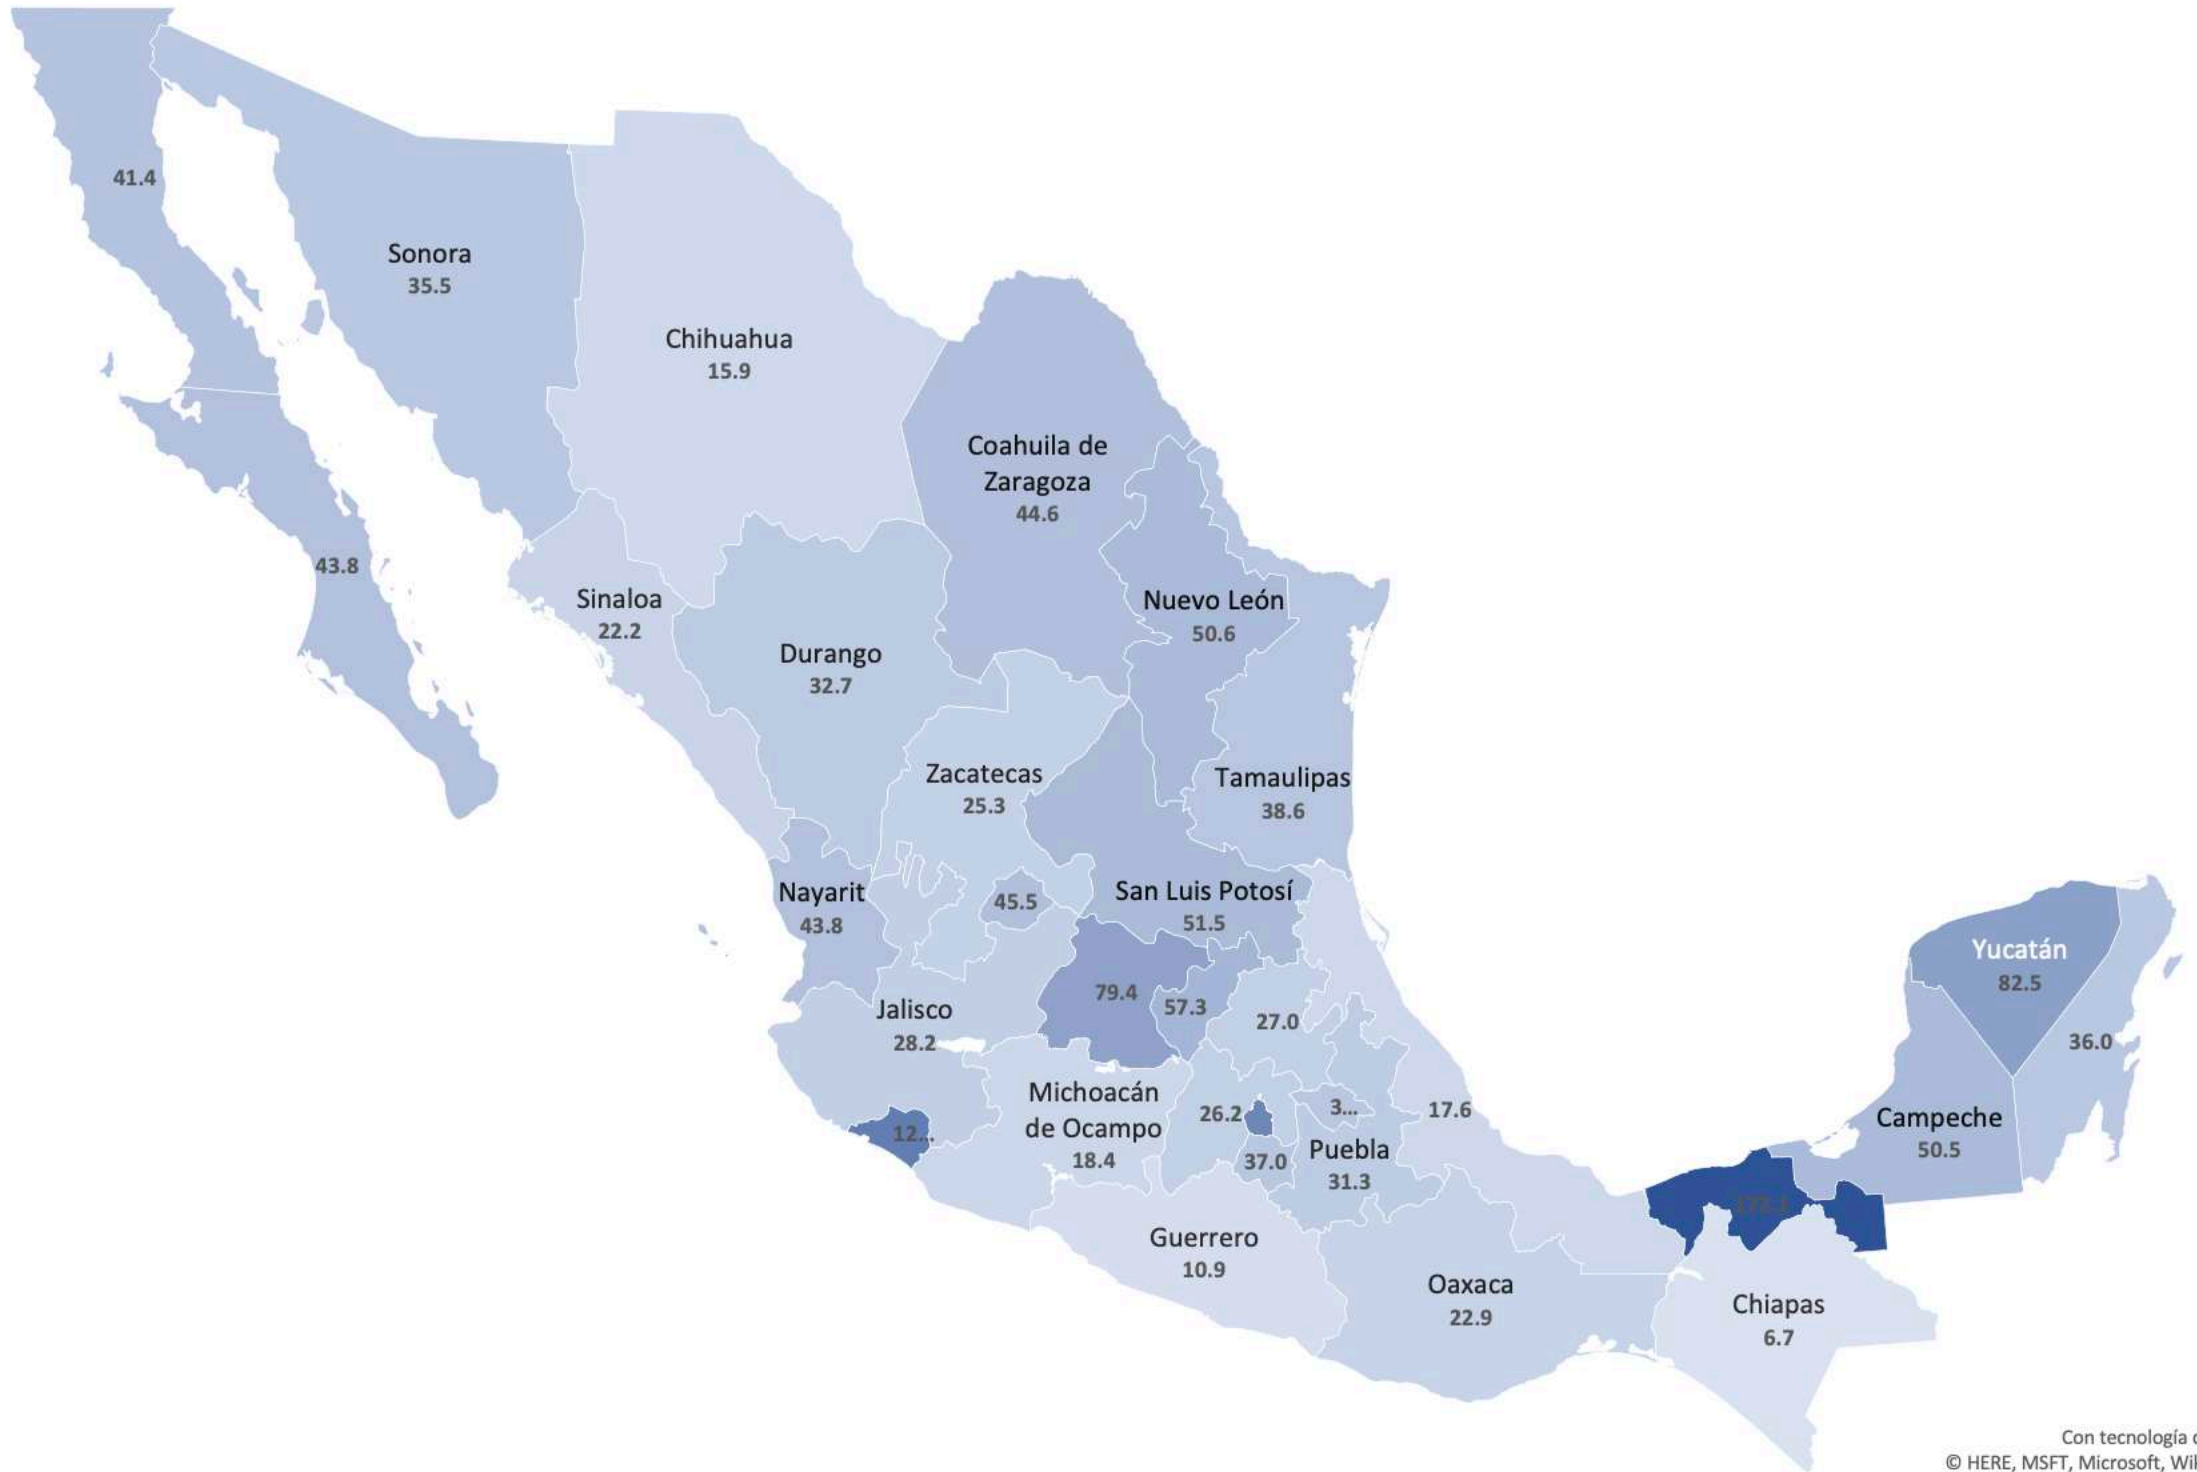 41.4
Sonora
35.5
Chihuahua
15.9
Coahuila de
Zaragoza
44.6
43.8
Sinaloa
22.2
Nuevo León
50.6
Durango
32.7
Zacatecas
25.3
Tamaulipas
38.6
Nayarit
43.8
45.5
San Luis Potosí
51.5
Yucatán
82.5
79.4
57.3
27.0
Jalisco
28.2
36.0
Michoacán
de Ocampo
18.4
26.2
3...
17.6
12...
37.0
Puebla
31.3
Campeche
50.5
Guerrero
10.9
Oaxaca
22.9
Chiapas
6.7
Con tecnología
© HERE, MSFT, Microsoft, Wik